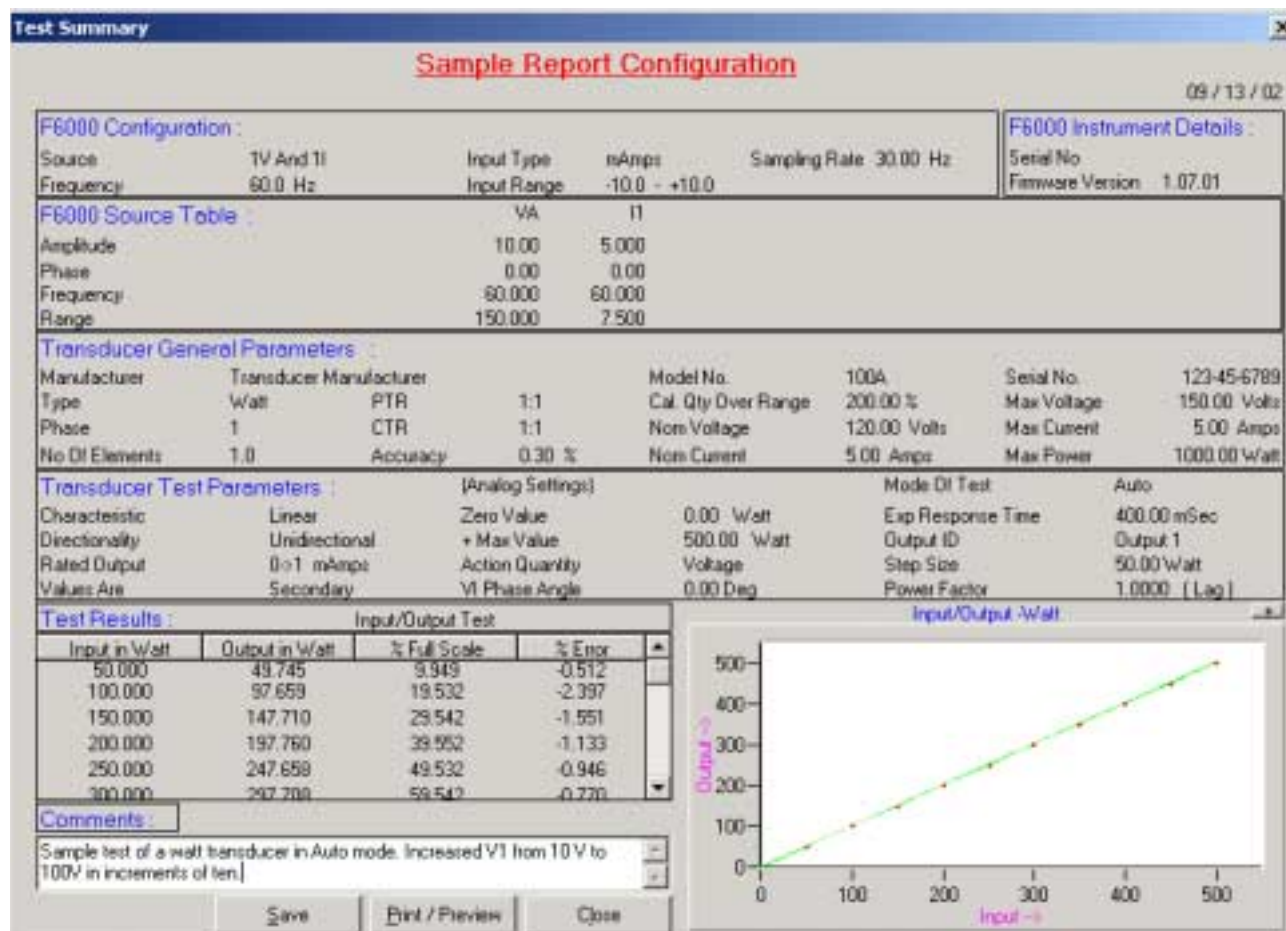 Test Summary
Sample Report Configuration
09 / 13 / 02
F6000 Configuration :
F6000 Instrument Details :
Source 1V And 1I Input Type mAmps Sampling Rate 30.00 Hz
Serial No
Frequency 60.0 Hz Input Range -10.0 - +10.0
Firmware Version 1.07.01
F6000 Source Table : VA I1
Amplitude 10.00 5.000
Phase 0.00 0.00
Frequency 60.000 60.000
Range 150.000 7.500
Transducer General Parameters :
Manufacturer Transducer Manufacturer Model No. 100A Serial No. 123-45-6789
Type Watt PTR 1:1 Cal. Qty Over Range 200.00 % Max Voltage 150.00 Volts
Phase 1 CTR 1:1 Nom Voltage 120.00 Volts Max Current 5.00 Amps
No Of Elements 1.0 Accuracy 0.30 % Nom Current 5.00 Amps Max Power 1000.00 Watt
Transducer Test Parameters : (Analog Settings) Mode Of Test Auto
Characteristic Linear Zero Value 0.00 Watt Exp Response Time 400.00 mSec
Directionality Unidirectional + Max Value 500.00 Watt Output ID Output 1
Rated Output 0->1 mAmps Action Quantity Voltage Step Size 50.00 Watt
Values Are Secondary VI Phase Angle 0.00 Deg Power Factor 1.0000 ( Lag )
Test Results : Input/Output Test
Input in Watt Output in Watt % Full Scale % Error
50.000 49.745 9.949 -0.512
100.000 97.659 19.532 -2.397
150.000 147.710 29.542 -1.551
200.000 197.760 39.552 -1.133
250.000 247.658 49.532 -0.946
300.000 297.708 59.542 -0.770
Comments :
Sample test of a watt transducer in Auto mode. Increased V1 from 10 V to
100V in increments of ten.
Save Print / Preview Close
Input/Output -Watt
Output ->
500
400
300
200
100
0
0 100 200 300 400 500
Input ->